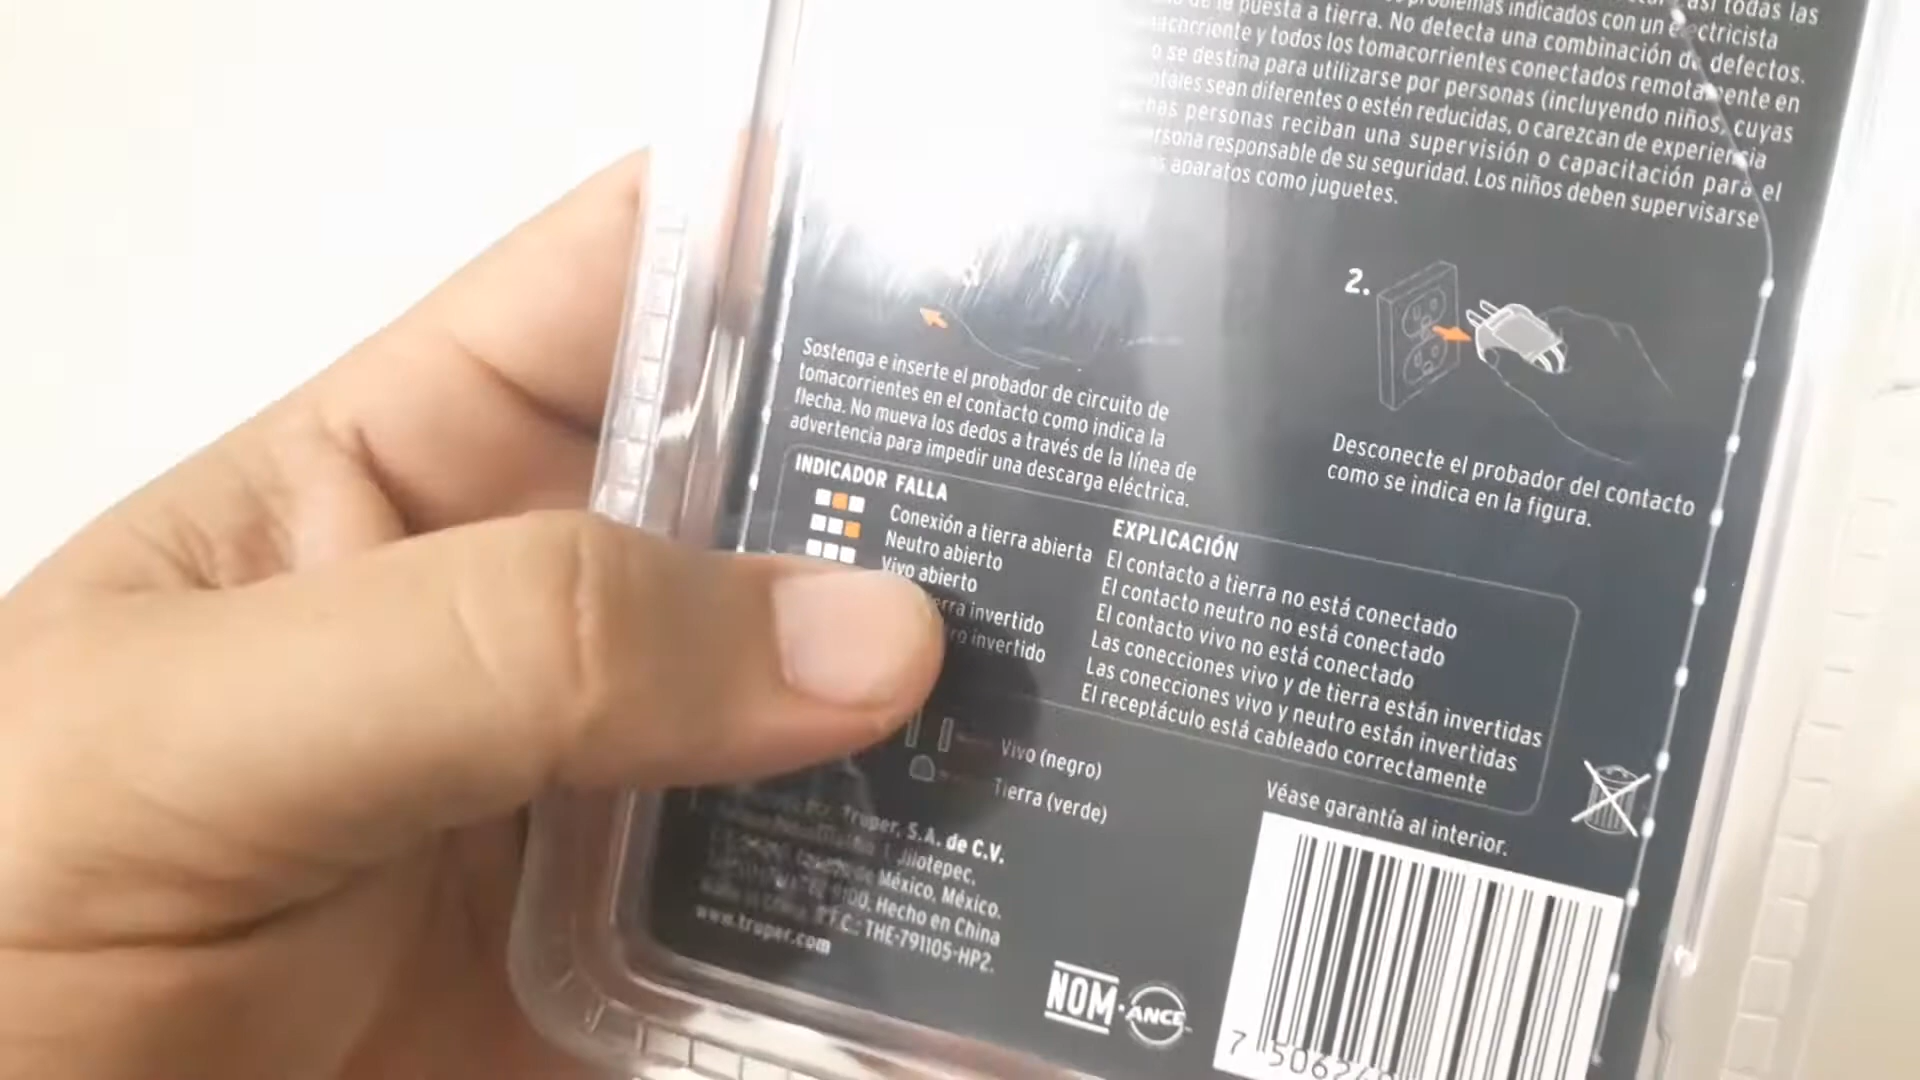 así todas las
problemas indicados con un electricista
de la puesta a tierra. No detecta una combinación de defectos.
tomacorriente y todos los tomacorrientes conectados remotamente en
se destina para utilizarse por personas (incluyendo niños, cuyas
sean diferentes o estén reducidas, o carezcan de experiencia
personas reciban una supervisión o capacitación para el
persona responsable de su seguridad. Los niños deben supervisarse
aparatos como juguetes.
Sostenga e inserte el probador de circuito de
tomacorrientes en el contacto como indica la
flecha. No mueva los dedos a través de la línea de
advertencia para impedir una descarga eléctrica.
2.
Desconecte el probador del contacto
como se indica en la figura.
INDICADOR FALLA
EXPLICACIÓN
Conexión a tierra abierta
El contacto a tierra no está conectado
Neutro abierto
El contacto neutro no está conectado
Vivo abierto
El contacto vivo no está conectado
invertido
Las conecciones vivo y de tierra están invertidas
invertido
Las conecciones vivo y neutro están invertidas
El receptáculo está cableado correctamente
Vivo (negro)
Tierra (verde)
Truper, S.A. de C.V.
Jilotepec,
de México, México.
Hecho en China
R.F.C.: THE-791105-HP2.
www.truper.com
Véase garantía al interior.
NOM-ANCE
7 50624